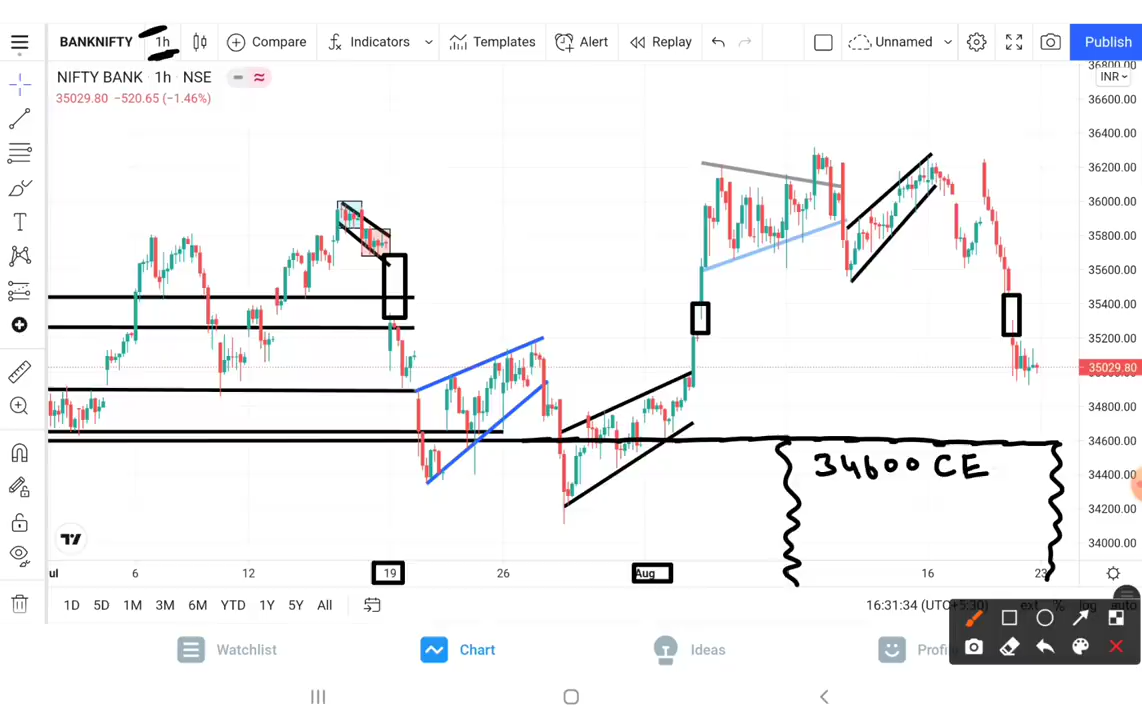 BANKNIFTY 1h Compare Indicators Templates Alert Replay Unnamed Publish
NIFTY BANK 1h NSE
35029.80 −520.65 (−1.46%)
INR
36800.00
36600.00
36400.00
36200.00
36000.00
35800.00
35600.00
35400.00
35200.00
35029.80
34800.00
34600.00
34600 CE
34400.00
34200.00
34000.00
ul 6 12 19 26 Aug 16 23
1D 5D 1M 3M 6M YTD 1Y 5Y All 16:31:34 (UTC+5:30) ext % log auto
Watchlist Chart Ideas Profi